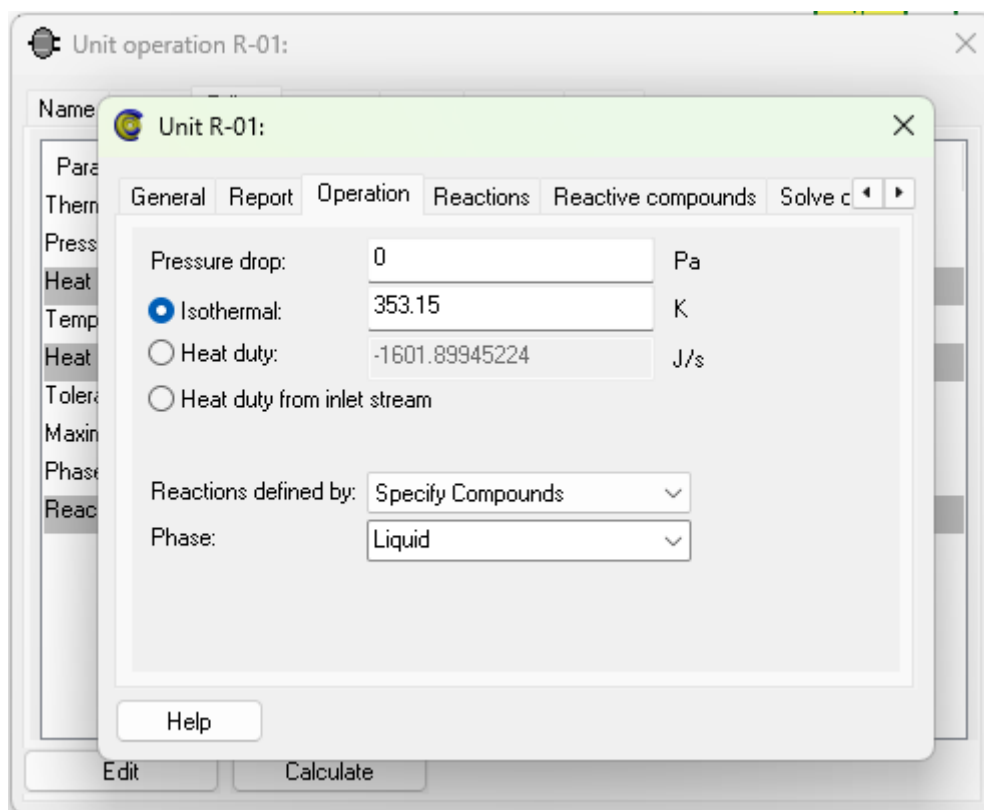 Unit operation R-01:
Name
Unit R-01:
Para
General Report Operation Reactions Reactive compounds Solve c
Therm
Press
Pressure drop: 0 Pa
Heat
Isothermal: 353.15 K
Temp
Heat duty: -1601.89945224 J/s
Heat
Tolera
Heat duty from inlet stream
Maxin
Phase
Reactions defined by: Specify Compounds
Reac
Phase: Liquid
Help
Edit Calculate